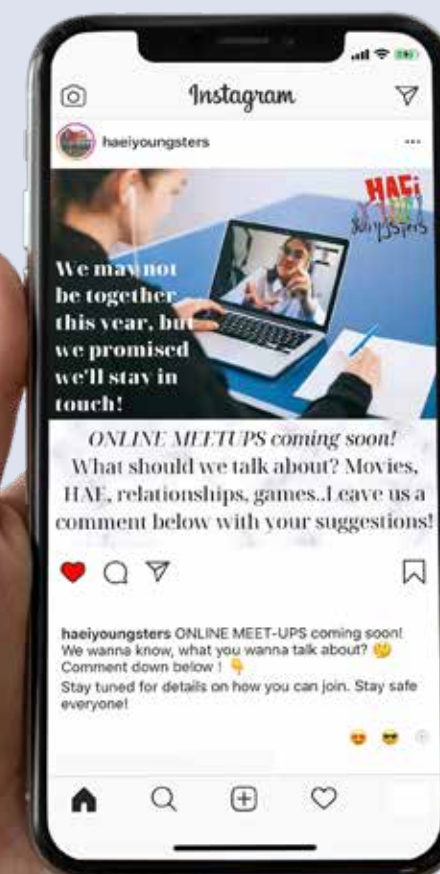 Instagram
haeiyoungsters
HAEi
youngsters
We may not
be together
this year, but
we promised
we'll stay in
touch!
ONLINE MEETUPS coming soon!
What should we talk about? Movies,
HAE, relationships, games..Leave us a
comment below with your suggestions!
haeiyoungsters ONLINE MEET-UPS coming soon!
We wanna know, what you wanna talk about? 🤔
Comment down below ! 👇
Stay tuned for details on how you can join. Stay safe
everyone!